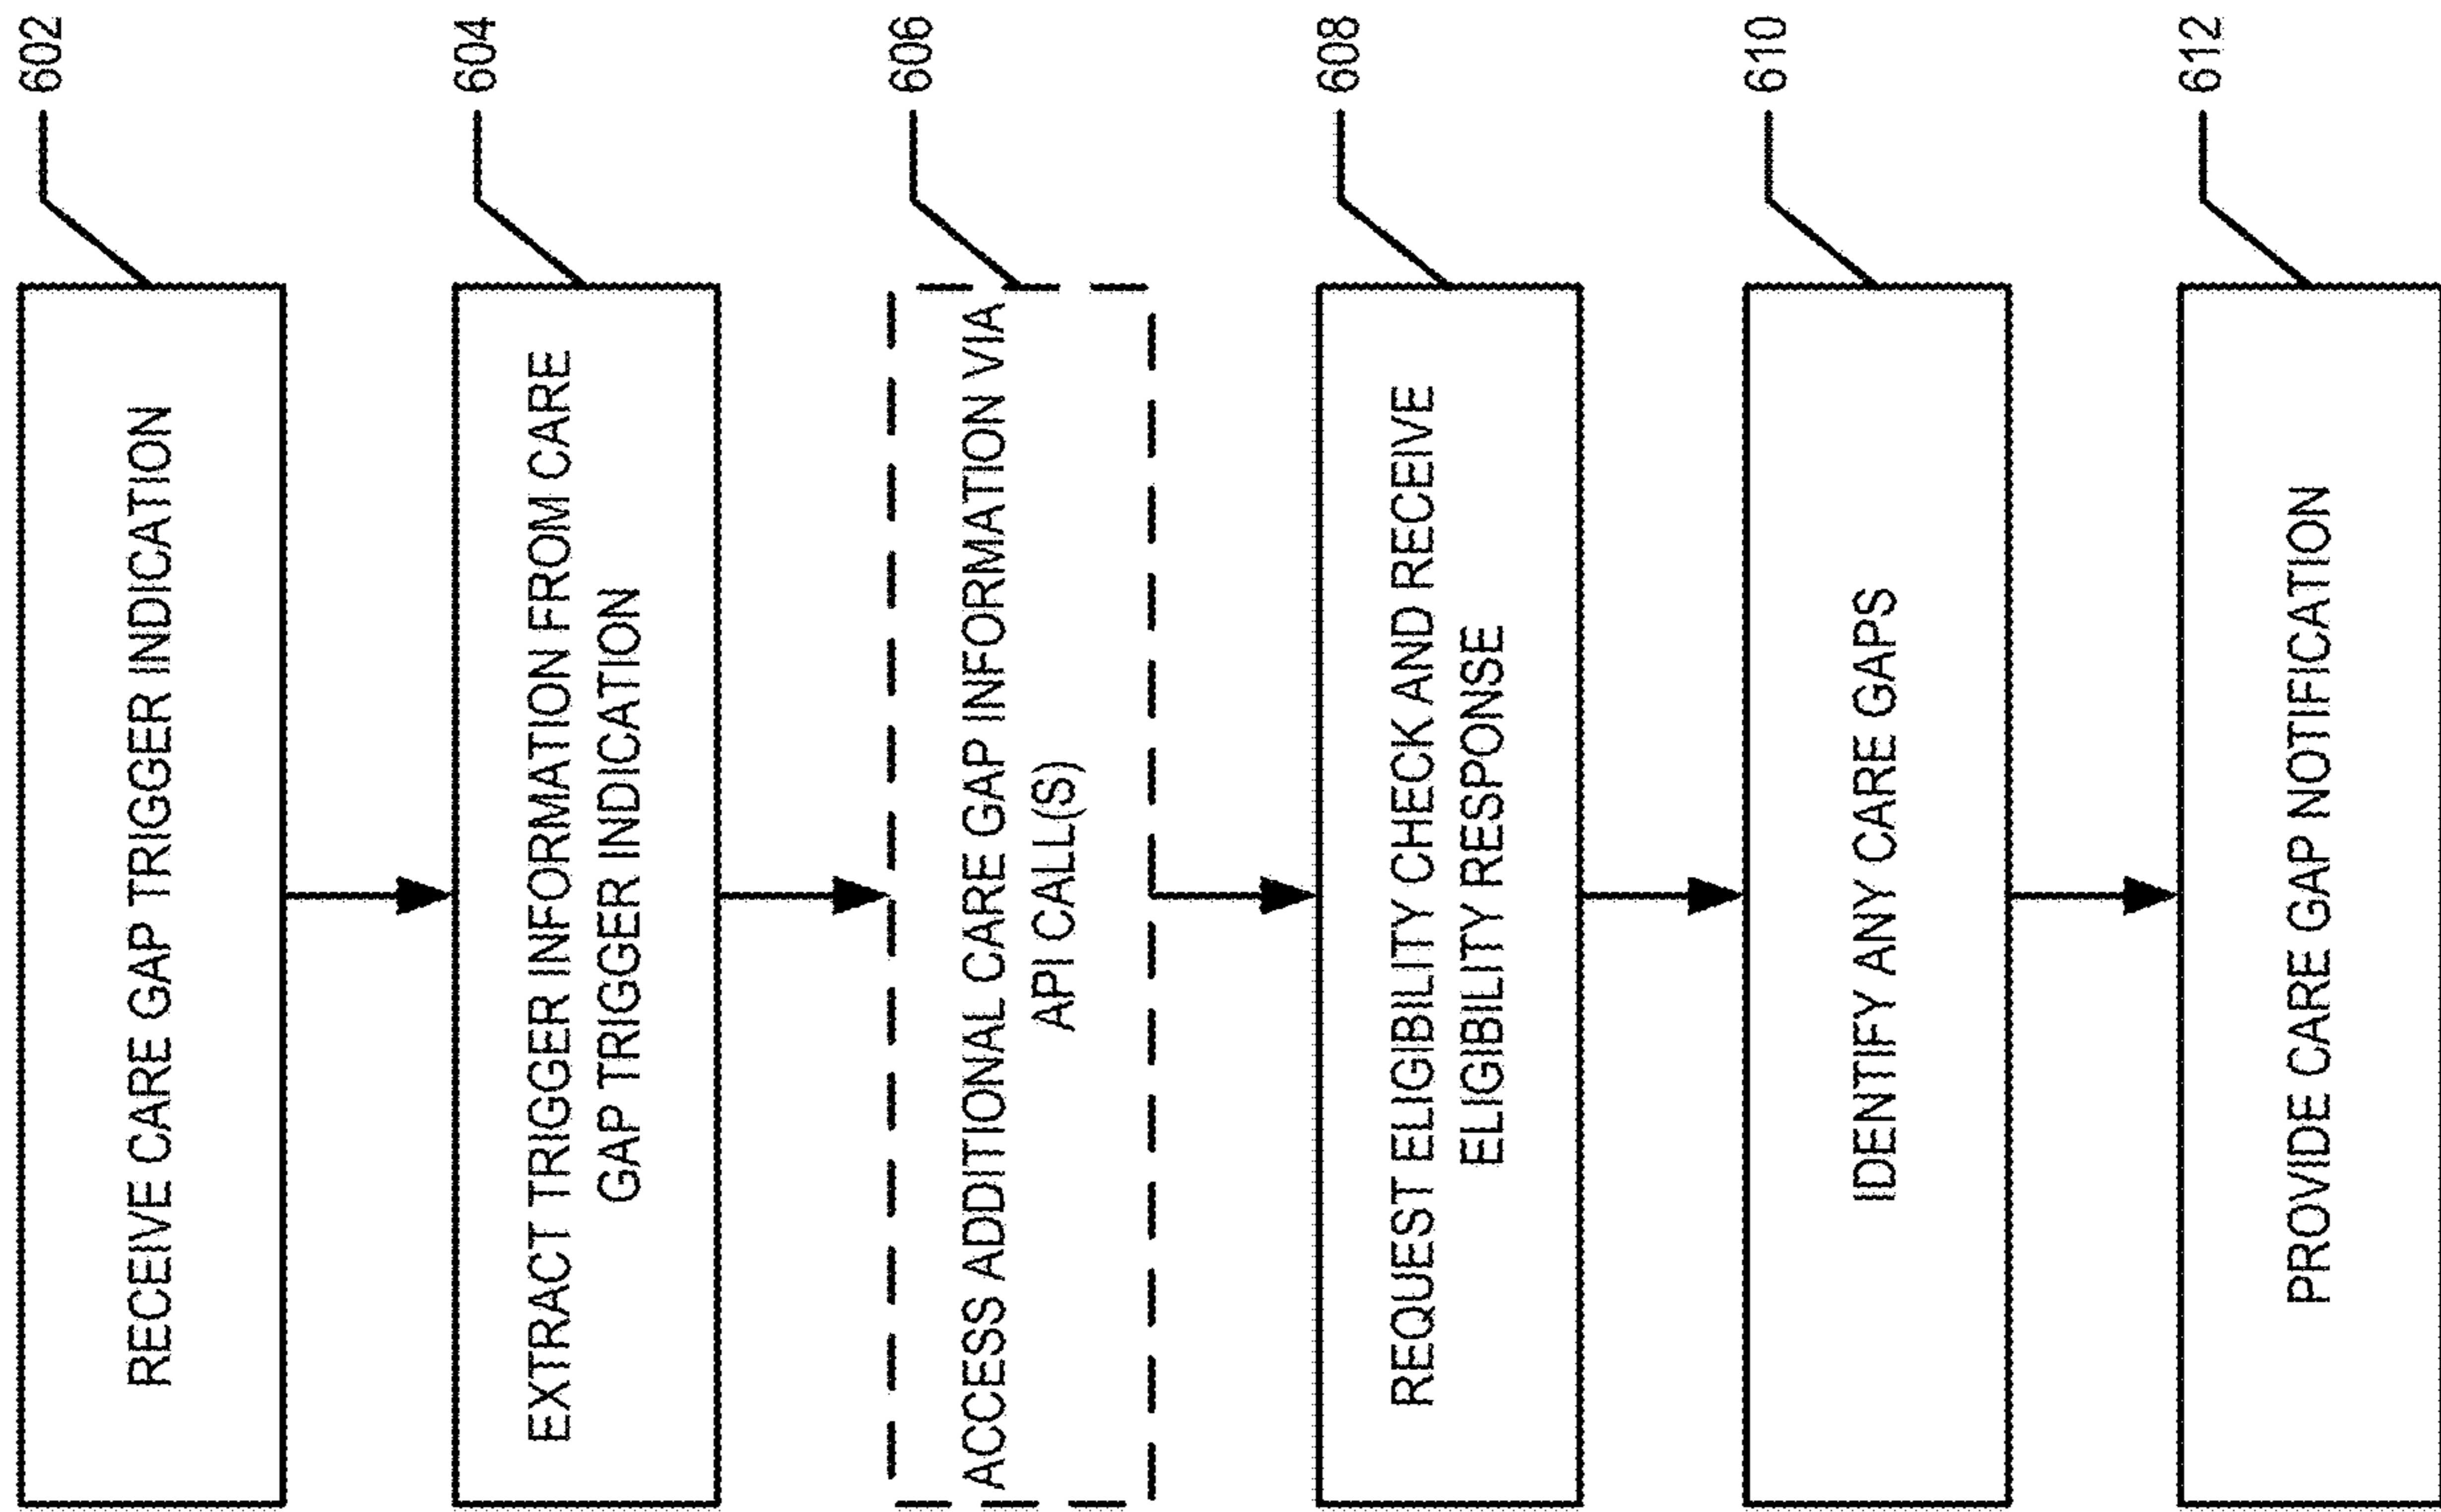 RECEIVE CARE GAP TRIGGER INDICATION
602
EXTRACT TRIGGER INFORMATION FROM CARE
GAP TRIGGER INDICATION
604
ACCESS ADDITIONAL CARE GAP INFORMATION VIA
API CALL(S)
606
REQUEST ELIGIBILITY CHECK AND RECEIVE
ELIGIBILITY RESPONSE
608
IDENTIFY ANY CARE GAPS
610
PROVIDE CARE GAP NOTIFICATION
612